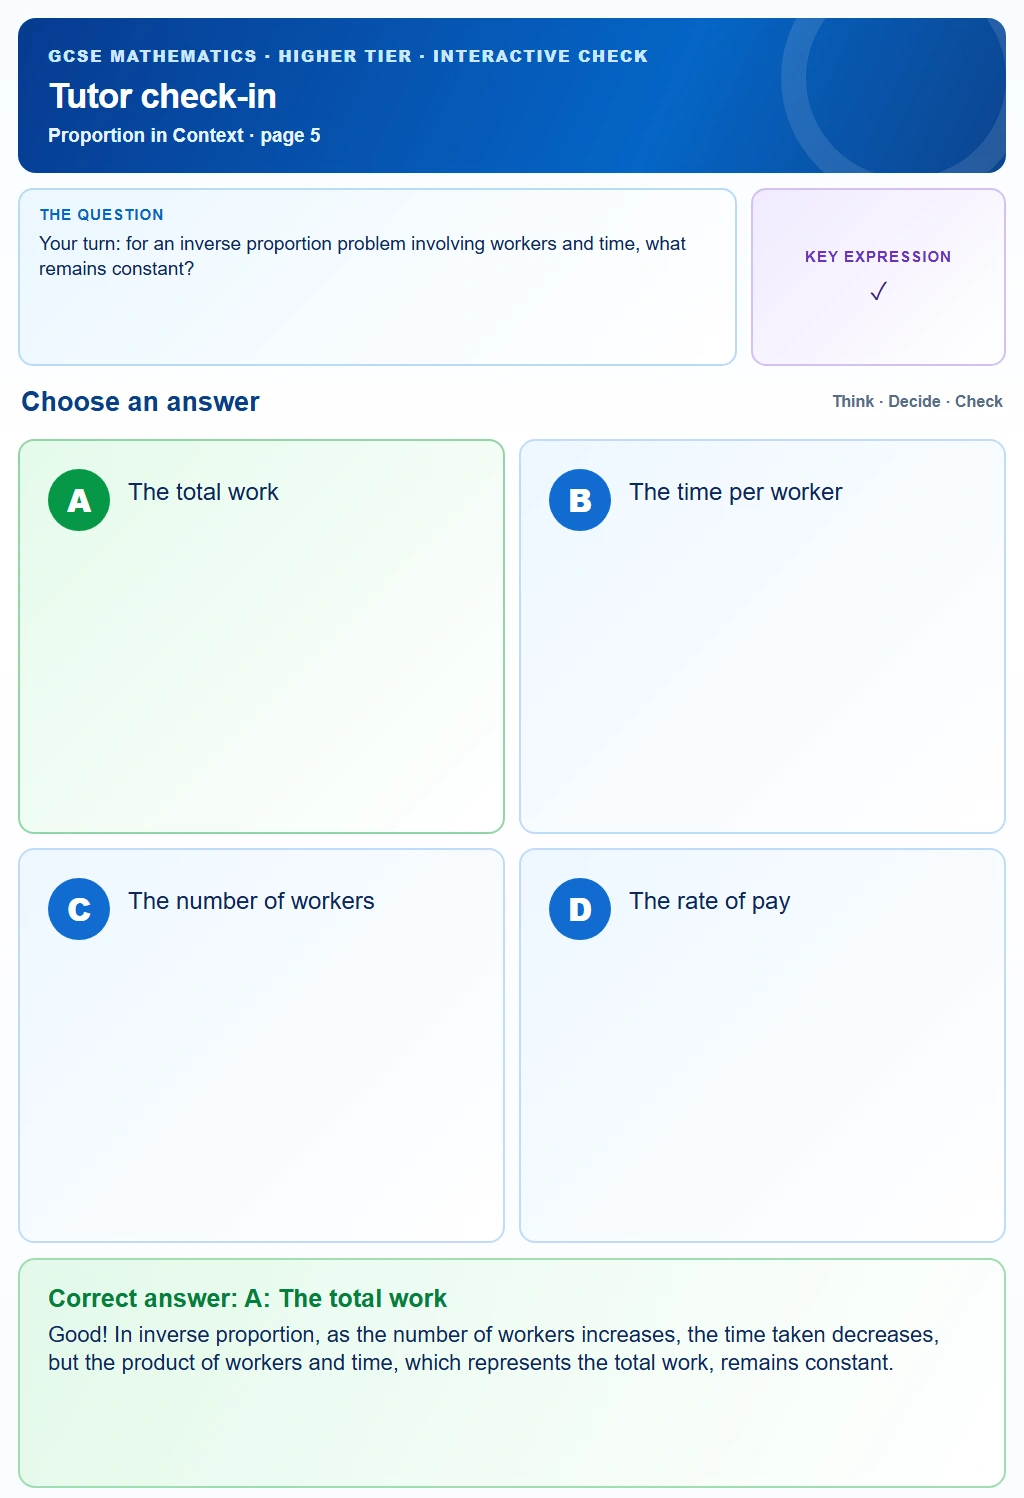 GCSE MATHEMATICS · HIGHER TIER · INTERACTIVE CHECK
Tutor check-in
Proportion in Context · page 5
THE QUESTION
Your turn: for an inverse proportion problem involving workers and time, what
remains constant?
KEY EXPRESSION
✓
Choose an answer
Think · Decide · Check
A The total work
B The time per worker
C The number of workers
D The rate of pay
Correct answer: A: The total work
Good! In inverse proportion, as the number of workers increases, the time taken decreases,
but the product of workers and time, which represents the total work, remains constant.